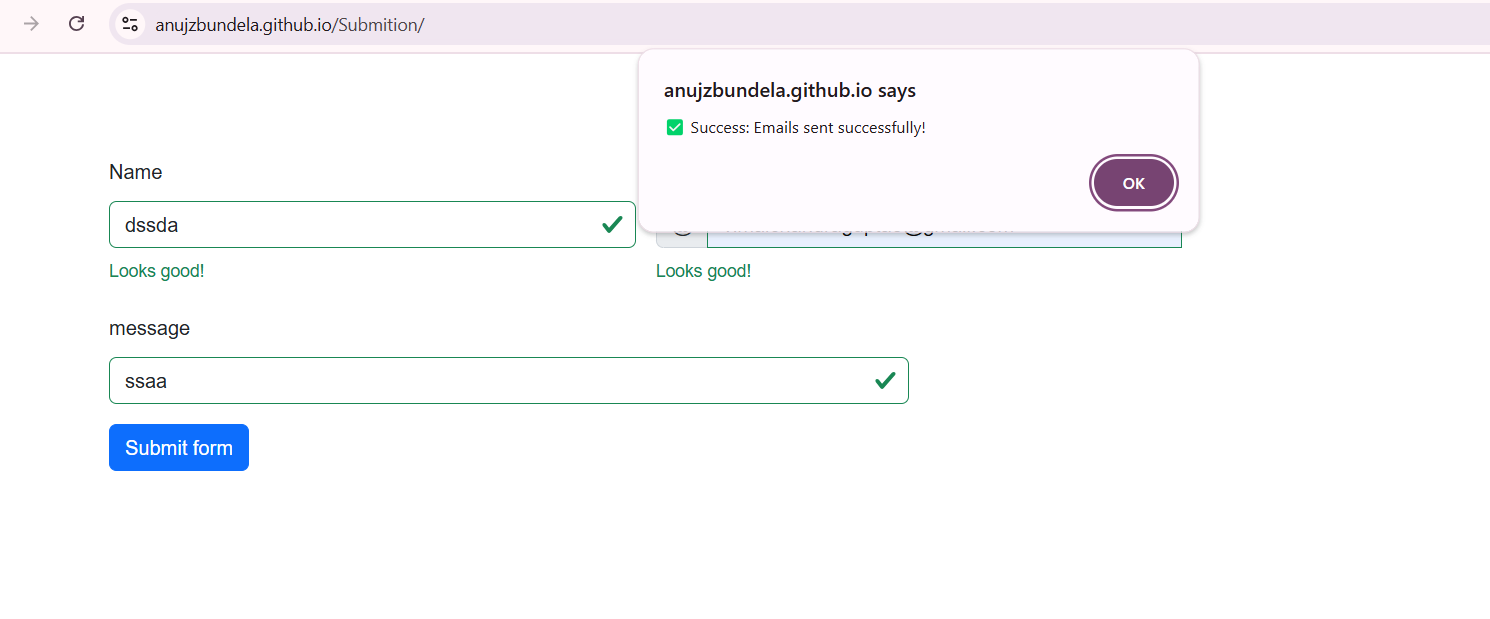 anujzbundela.github.io/Submition/
anujzbundela.github.io says
Success: Emails sent successfully!
OK
Name
dssda
Looks good!
Looks good!
message
ssaa
Submit form